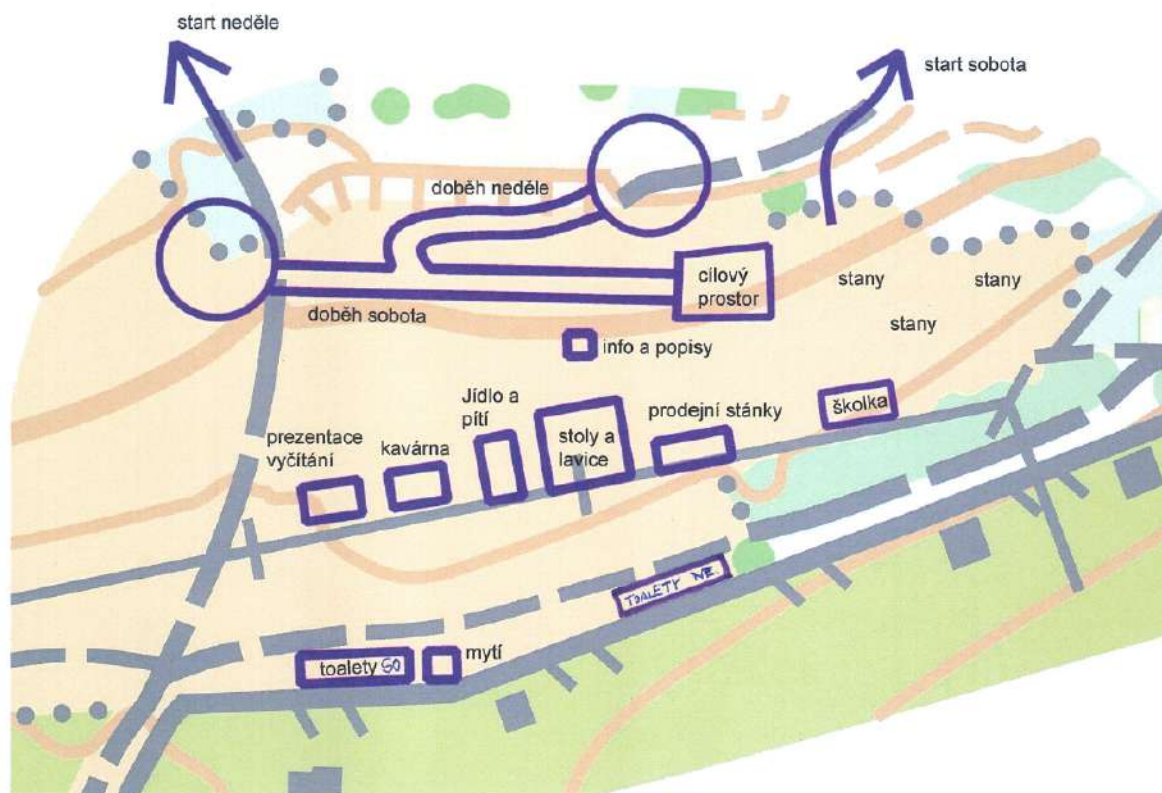 start neděle
start sobota
doběh neděle
cílový
prostor
stany
stany
stany
doběh sobota
info a popisy
Jídlo a
pití
prodejní stánky
školka
stoly a
lavice
kavárna
prezentace
vyčítání
TOALETY NE.
toalety SO
mytí